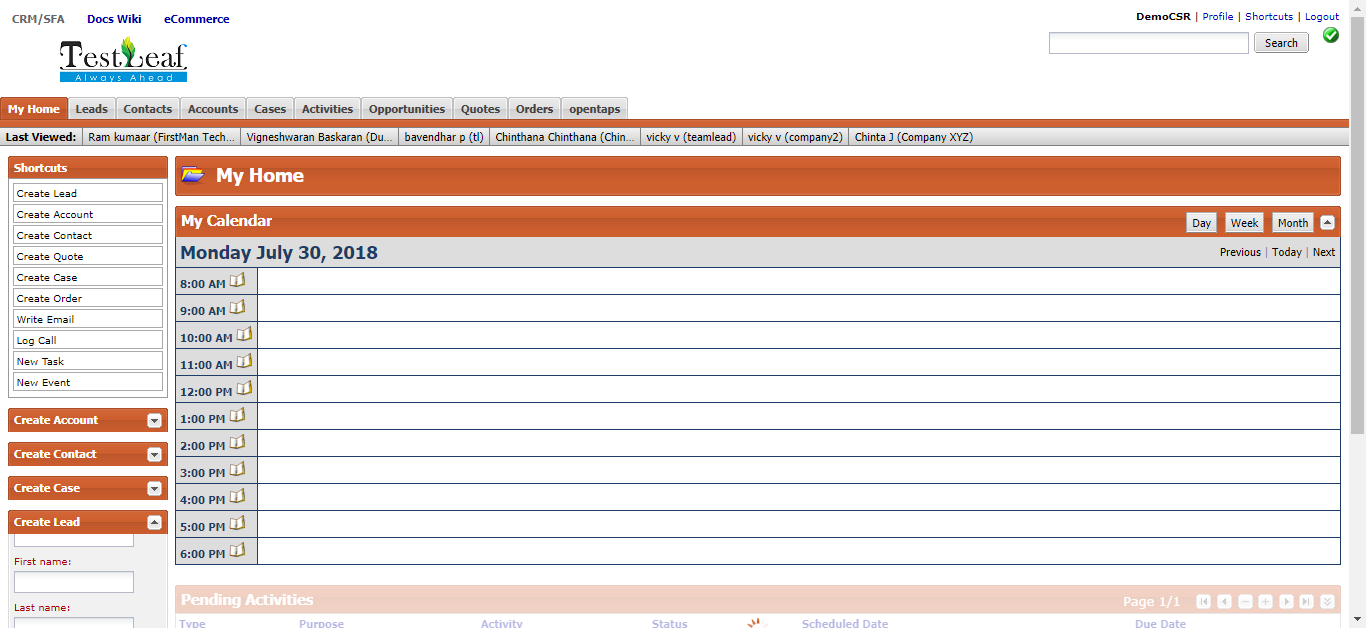 CRM/SFA Docs Wiki eCommerce
DemoCSR | Profile | Shortcuts | Logout
Search
TestLeaf
Always Ahead
My Home Leads Contacts Accounts Cases Activities Opportunities Quotes Orders opentaps
Last Viewed: Ram kumaar (FirstMan Tech... Vigneshwaran Baskaran (Du... bavendhar p (tl) Chinthana Chinthana (Chin... vicky v (teamlead) vicky v (company2) Chinta J (Company XYZ)
Shortcuts
Create Lead
Create Account
Create Contact
Create Quote
Create Case
Create Order
Write Email
Log Call
New Task
New Event
Create Account
Create Contact
Create Case
Create Lead
First name:
Last name:
My Home
My Calendar
Day Week Month
Monday July 30, 2018
Previous | Today | Next
8:00 AM
9:00 AM
10:00 AM
11:00 AM
12:00 PM
1:00 PM
2:00 PM
3:00 PM
4:00 PM
5:00 PM
6:00 PM
Pending Activities
Page 1/1
Type Purpose Activity Status Scheduled Date Due Date